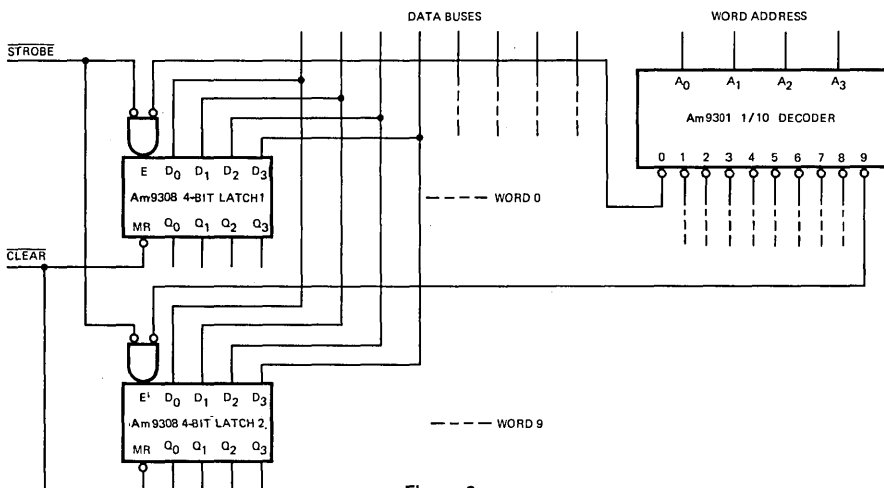 DATA BUSES
WORD ADDRESS
STROBE
A0 A1 A2 A3
Am9301 1/10 DECODER
0 1 2 3 4 5 6 7 8 9
E D0 D1 D2 D3
Am9308 4-BIT LATCH 1
MR Q0 Q1 Q2 Q3
WORD 0
CLEAR
E D0 D1 D2 D3
Am9308 4-BIT LATCH 2
MR Q0 Q1 Q2 Q3
WORD 9